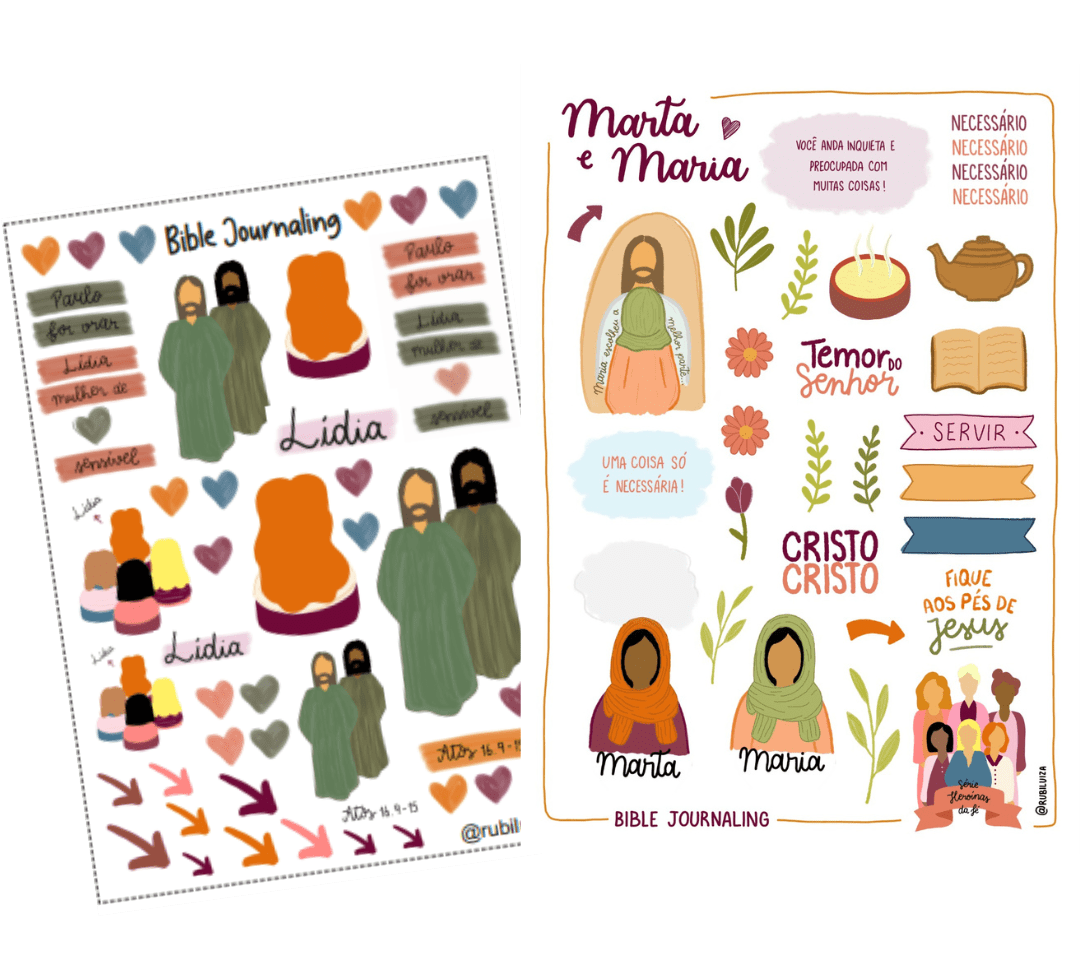 Bible Journaling
Paulo
foi orar
Lídia
mulher de
sensível
Paulo
foi orar
Lídia
mulher de
sensível
Lídia
Lídia
Lídia
Lídia
Atos 16.9-15
Atos 16.9-15
@rubilu
Marta
e Maria
VOCÊ ANDA INQUIETA E
PREOCUPADA COM
MUITAS COISAS!
NECESSÁRIO
NECESSÁRIO
NECESSÁRIO
NECESSÁRIO
Maria escolheu a
melhor parte...
Temor DO
Senhor
SERVIR
UMA COISA SÓ
É NECESSÁRIA!
CRISTO
CRISTO
FIQUE
AOS PÉS DE
Jesus
Marta
Maria
Série
Heroínas
da fé
@RUBILUIZA
BIBLE JOURNALING